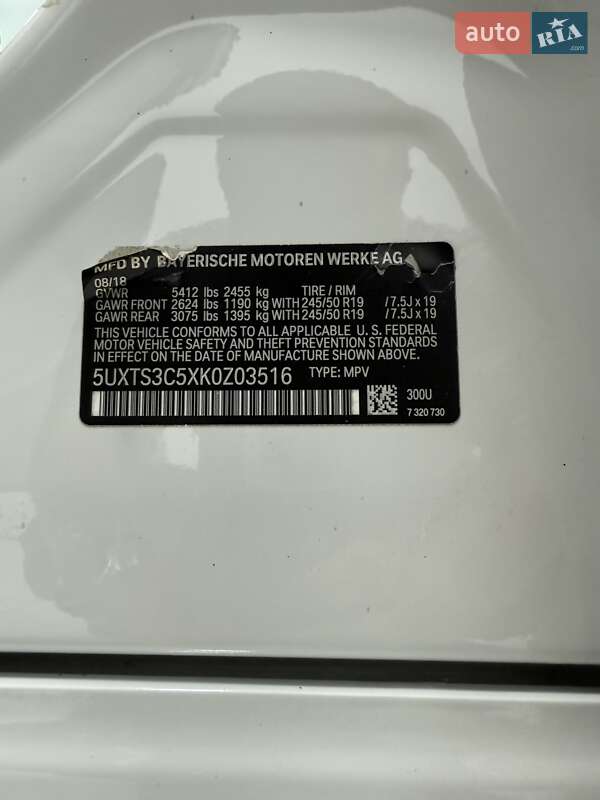 auto RIA .com
MFD BY BAYERISCHE MOTOREN WERKE AG
08/18
GVWR 5412 lbs 2455 kg TIRE / RIM
GAWR FRONT 2624 lbs 1190 kg WITH 245/50 R19 /7.5J x 19
GAWR REAR 3075 lbs 1395 kg WITH 245/50 R19 /7.5J x 19
THIS VEHICLE CONFORMS TO ALL APPLICABLE U. S. FEDERAL
MOTOR VEHICLE SAFETY AND THEFT PREVENTION STANDARDS
IN EFFECT ON THE DATE OF MANUFACTURE SHOWN ABOVE.
5UXTS3C5XK0Z03516 TYPE: MPV
300U
7 320 730